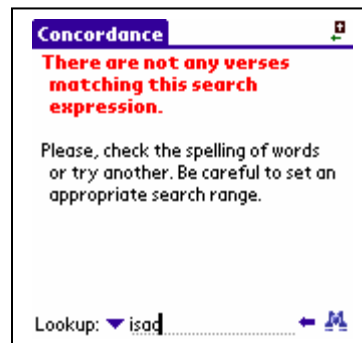 Concordance
There are not any verses
matching this search
expression.
Please, check the spelling of words
or try another. Be careful to set an
appropriate search range.
Lookup: isaq